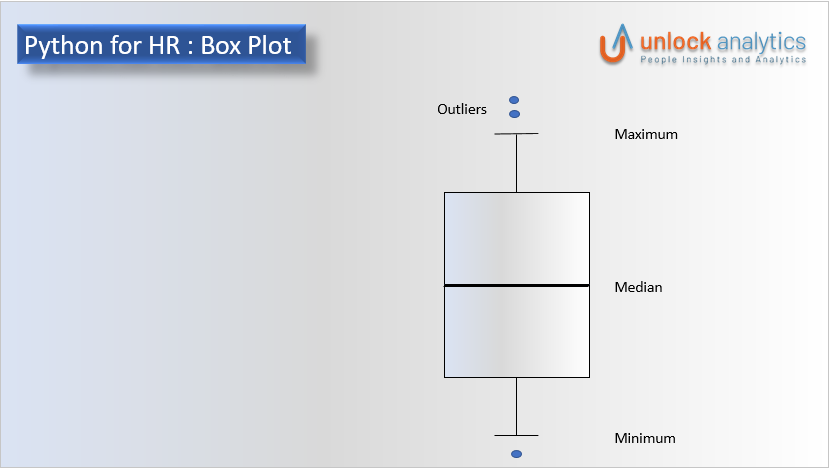 Python for HR : Box Plot
unlock analytics
People Insights and Analytics
Outliers
Maximum
Median
Minimum